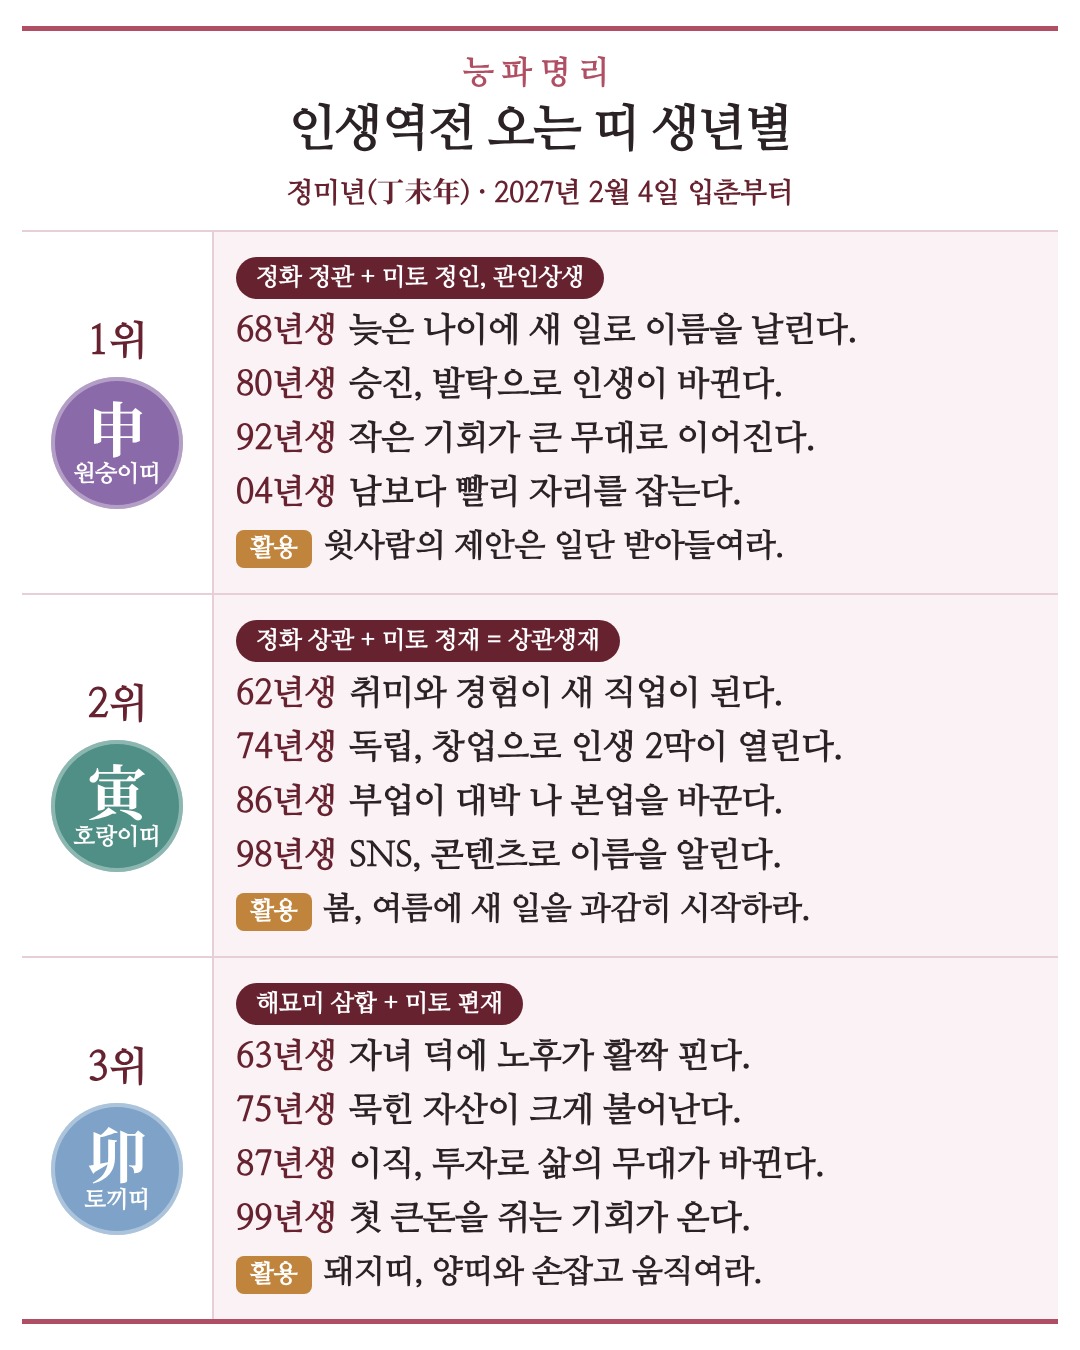 능파명리
인생역전 오는 띠 생년별
정미년(丁未年) · 2027년 2월 4일 입춘부터
1위
申
원숭이띠
정화 정관 + 미토 정인, 관인상생
68년생 늦은 나이에 새 일로 이름을 날린다.
80년생 승진, 발탁으로 인생이 바뀐다.
92년생 작은 기회가 큰 무대로 이어진다.
04년생 남보다 빨리 자리를 잡는다.
활용 윗사람의 제안은 일단 받아들여라.
2위
寅
호랑이띠
정화 상관 + 미토 정재 = 상관생재
62년생 취미와 경험이 새 직업이 된다.
74년생 독립, 창업으로 인생 2막이 열린다.
86년생 부업이 대박 나 본업을 바꾼다.
98년생 SNS, 콘텐츠로 이름을 알린다.
활용 봄, 여름에 새 일을 과감히 시작하라.
3위
卯
토끼띠
해묘미 삼합 + 미토 편재
63년생 자녀 덕에 노후가 활짝 핀다.
75년생 묵힌 자산이 크게 불어난다.
87년생 이직, 투자로 삶의 무대가 바뀐다.
99년생 첫 큰돈을 쥐는 기회가 온다.
활용 돼지띠, 양띠와 손잡고 움직여라.